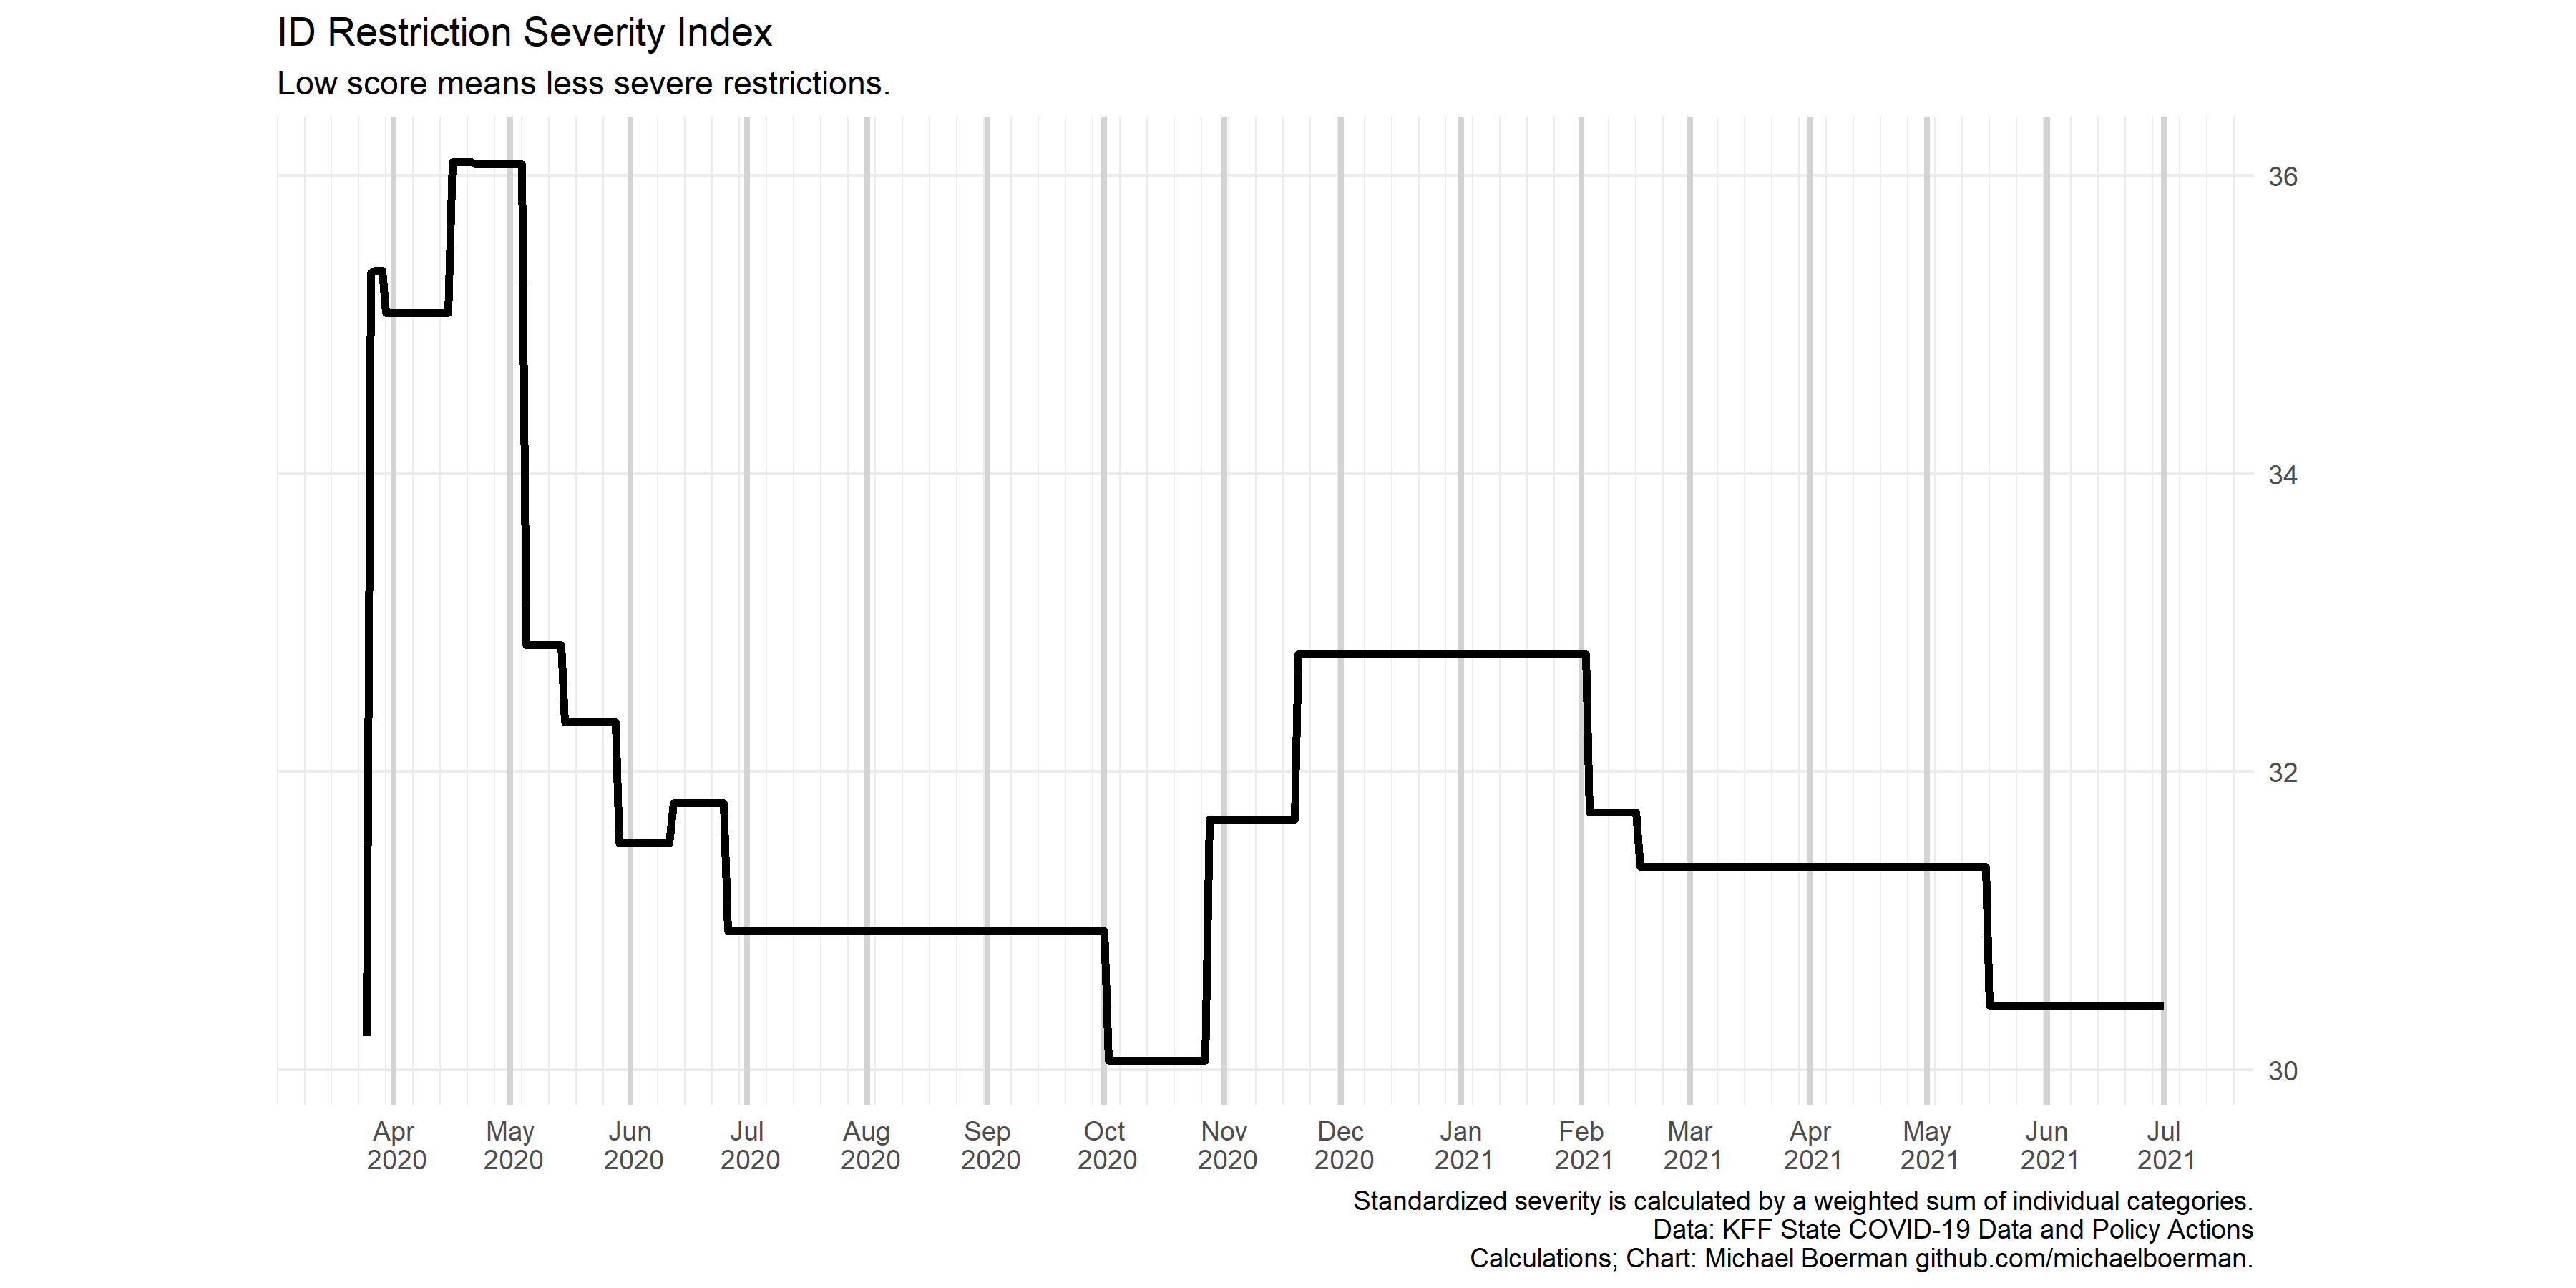 ID Restriction Severity Index
Low score means less severe restrictions.
36
34
32
30
Apr May Jun Jul Aug Sep Oct Nov Dec Jan Feb Mar Apr May Jun Jul
2020 2020 2020 2020 2020 2020 2020 2020 2020 2021 2021 2021 2021 2021 2021 2021
Standardized severity is calculated by a weighted sum of individual categories.
Data: KFF State COVID-19 Data and Policy Actions
Calculations; Chart: Michael Boerman github.com/michaelboerman.